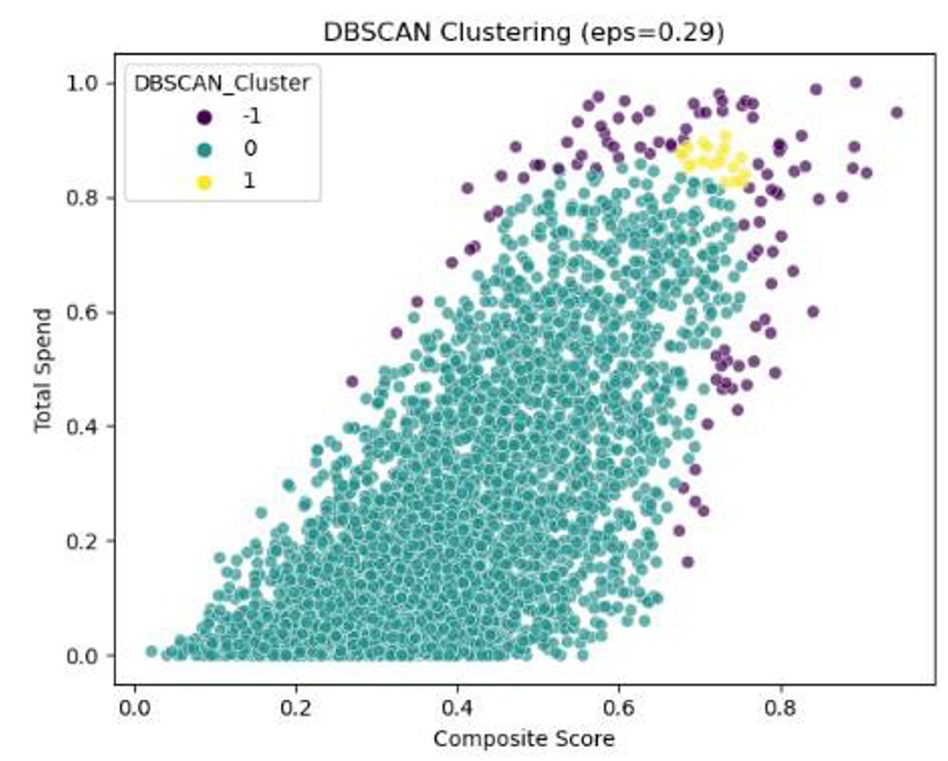 DBSCAN Clustering (eps=0.29)
DBSCAN_Cluster
-1
0
1
1.0
0.8
0.6
0.4
0.2
0.0
Total Spend
0.0 0.2 0.4 0.6 0.8
Composite Score